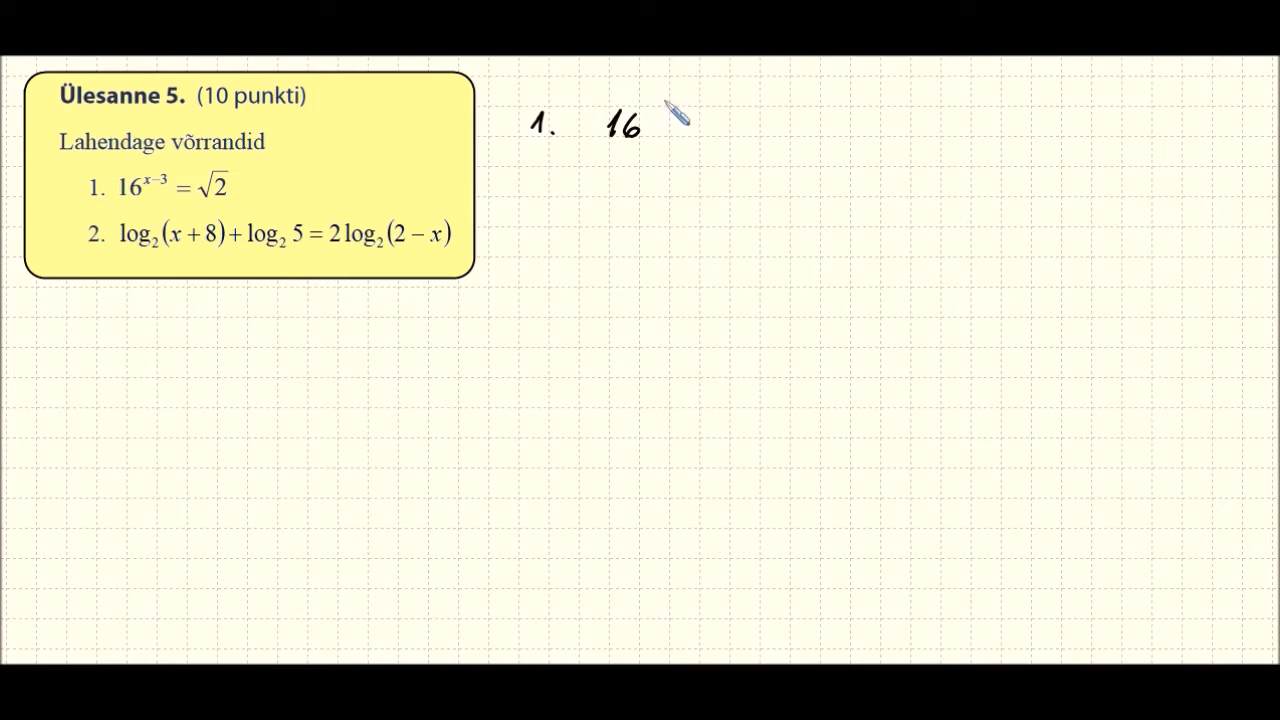 Ülesanne 5. (10 punkti)
Lahendage võrrandid
1. 16^{x-3} = √2
2. log₂(x + 8) + log₂ 5 = 2 log₂(2 − x)
1. 16